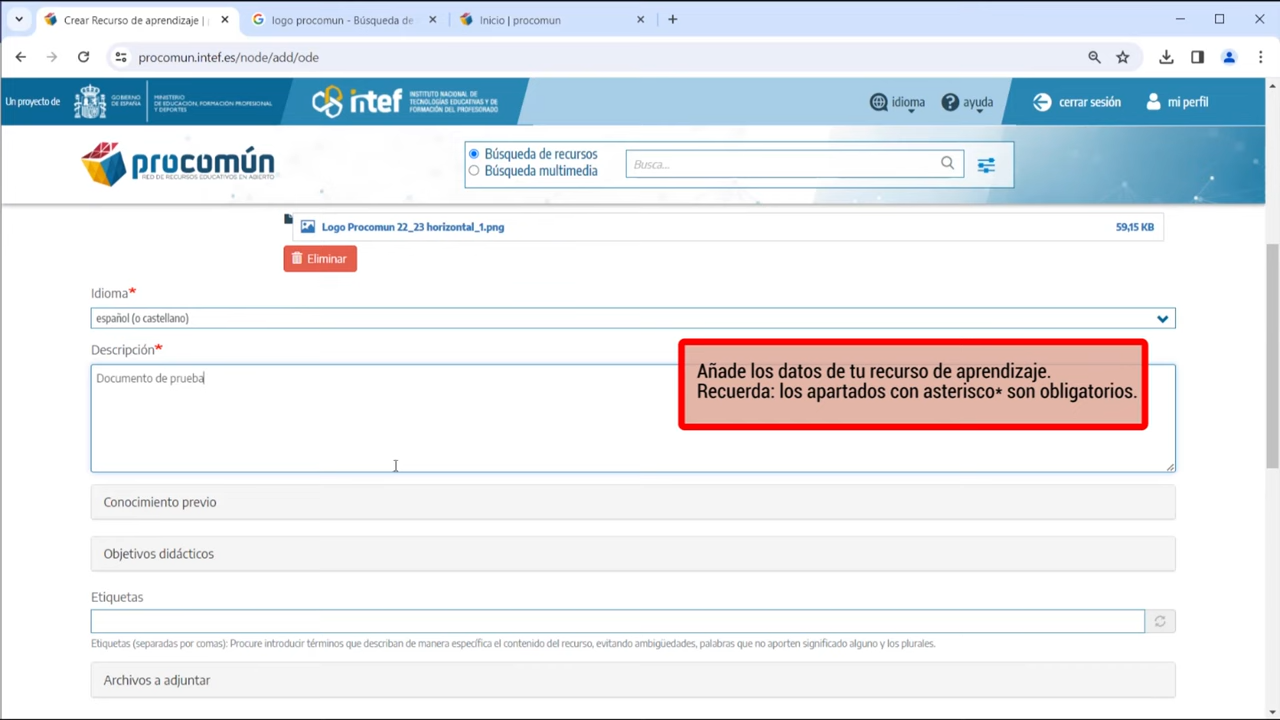 Crear Recurso de aprendizaje |
logo procomun - Búsqueda de
Inicio | procomun
procomun.intef.es/node/add/ode
Un proyecto de
GOBIERNO
DE ESPAÑA
MINISTERIO
DE EDUCACIÓN, FORMACIÓN PROFESIONAL
Y DEPORTES
intef
INSTITUTO NACIONAL DE
TECNOLOGÍAS EDUCATIVAS Y DE
FORMACIÓN DEL PROFESORADO
idioma
ayuda
cerrar sesión
mi perfil
procomún
RED DE RECURSOS EDUCATIVOS EN ABIERTO
Búsqueda de recursos
Búsqueda multimedia
Busca...
Logo Procomun 22_23 horizontal_1.png
59,15 KB
Eliminar
Idioma*
español (o castellano)
Descripción*
Documento de prueba
Añade los datos de tu recurso de aprendizaje.
Recuerda: los apartados con asterisco* son obligatorios.
Conocimiento previo
Objetivos didácticos
Etiquetas
Etiquetas (separadas por comas): Procure introducir términos que describan de manera específica el contenido del recurso, evitando ambigüedades, palabras que no aporten significado alguno y los plurales.
Archivos a adjuntar